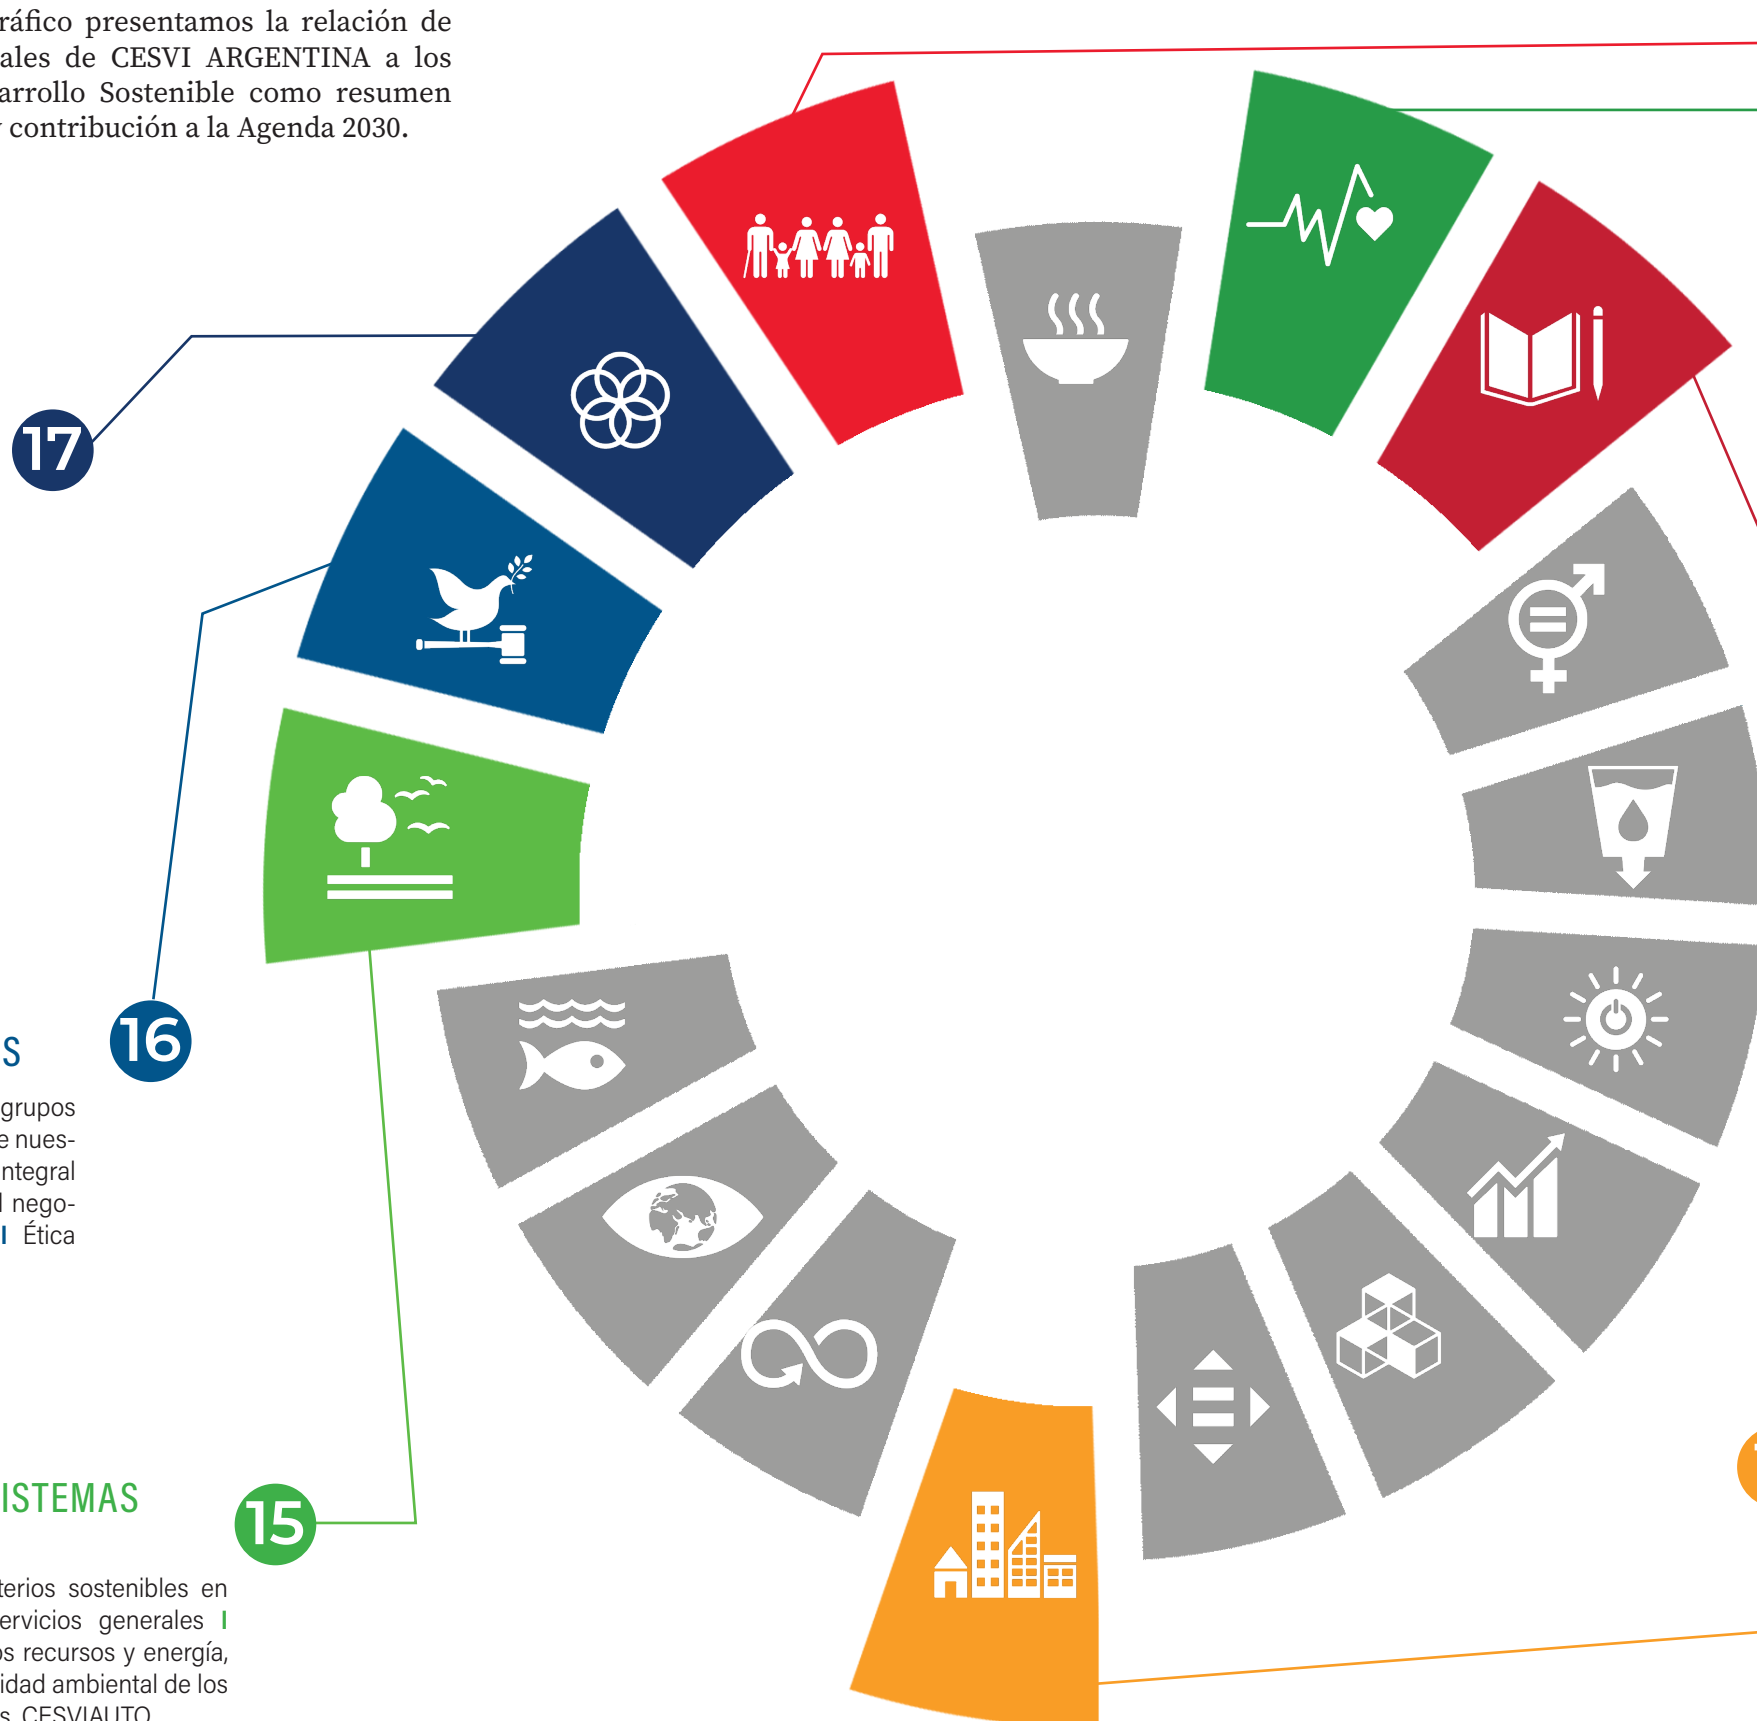 ráfico presentamos la relación de
ales de CESVI ARGENTINA a los
arrollo Sostenible como resumen
contribución a la Agenda 2030.
17
16
S
grupos
e nues-
ntegral
l nego-
I Ética
15
ISTEMAS
terios sostenibles en
ervicios generales I
os recursos y energía,
idad ambiental de los
s CESVIAUTO